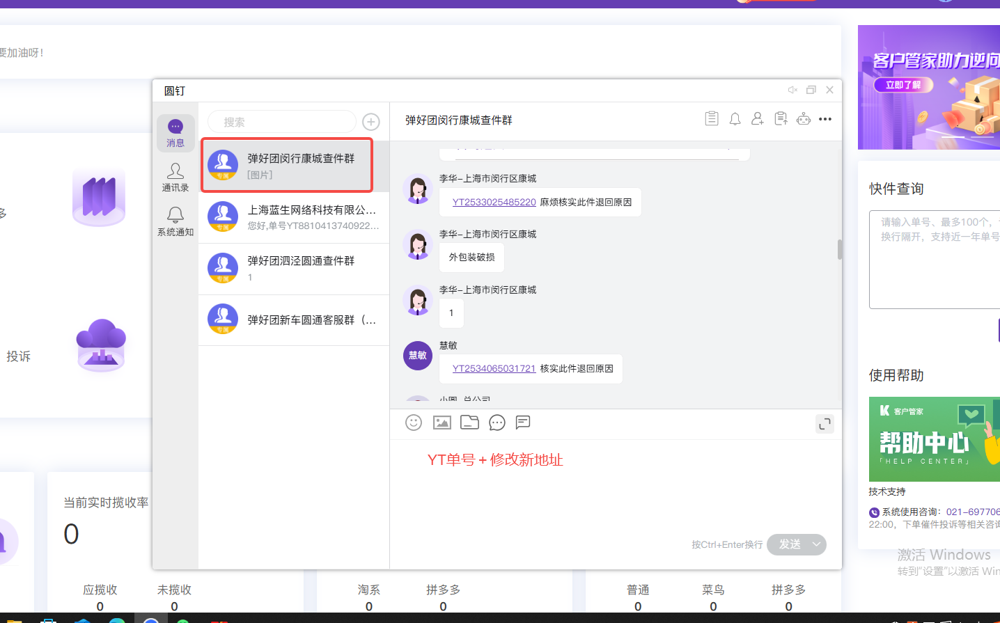 要加油呀！
多
投诉
当前实时揽收率
0
应揽收
未揽收
0
0
圆钉
消息
通讯录
系统通知
搜索
弹好团闵行康城查件群
[图片]
专属
上海蓝生网络科技有限公...
您好,单号YT8810413740922...
专属
弹好团泗泾圆通查件群
1
专属
弹好团新车圆通客服群（...
专属
弹好团闵行康城查件群
李华-上海市闵行区康城
YT2533025485220 麻烦核实此件退回原因
李华-上海市闵行区康城
外包装破损
李华-上海市闵行区康城
1
慧敏
慧敏
YT2534065031721 核实此件退回原因
YT单号＋修改新地址
按Ctrl+Enter换行
发送
淘系
拼多多
0
0
普通
菜鸟
拼多多
0
0
0
客户管家助力逆向
立即了解
快件查询
请输入单号、最多100个，
换行隔开，支持近一年单号
使用帮助
K 客户管家
帮助中心
「HELP CENTER」
技术支持
系统使用咨询：021-697706
22:00，下单催件投诉等相关咨询
激活 Windows
转到“设置”以激活 Win